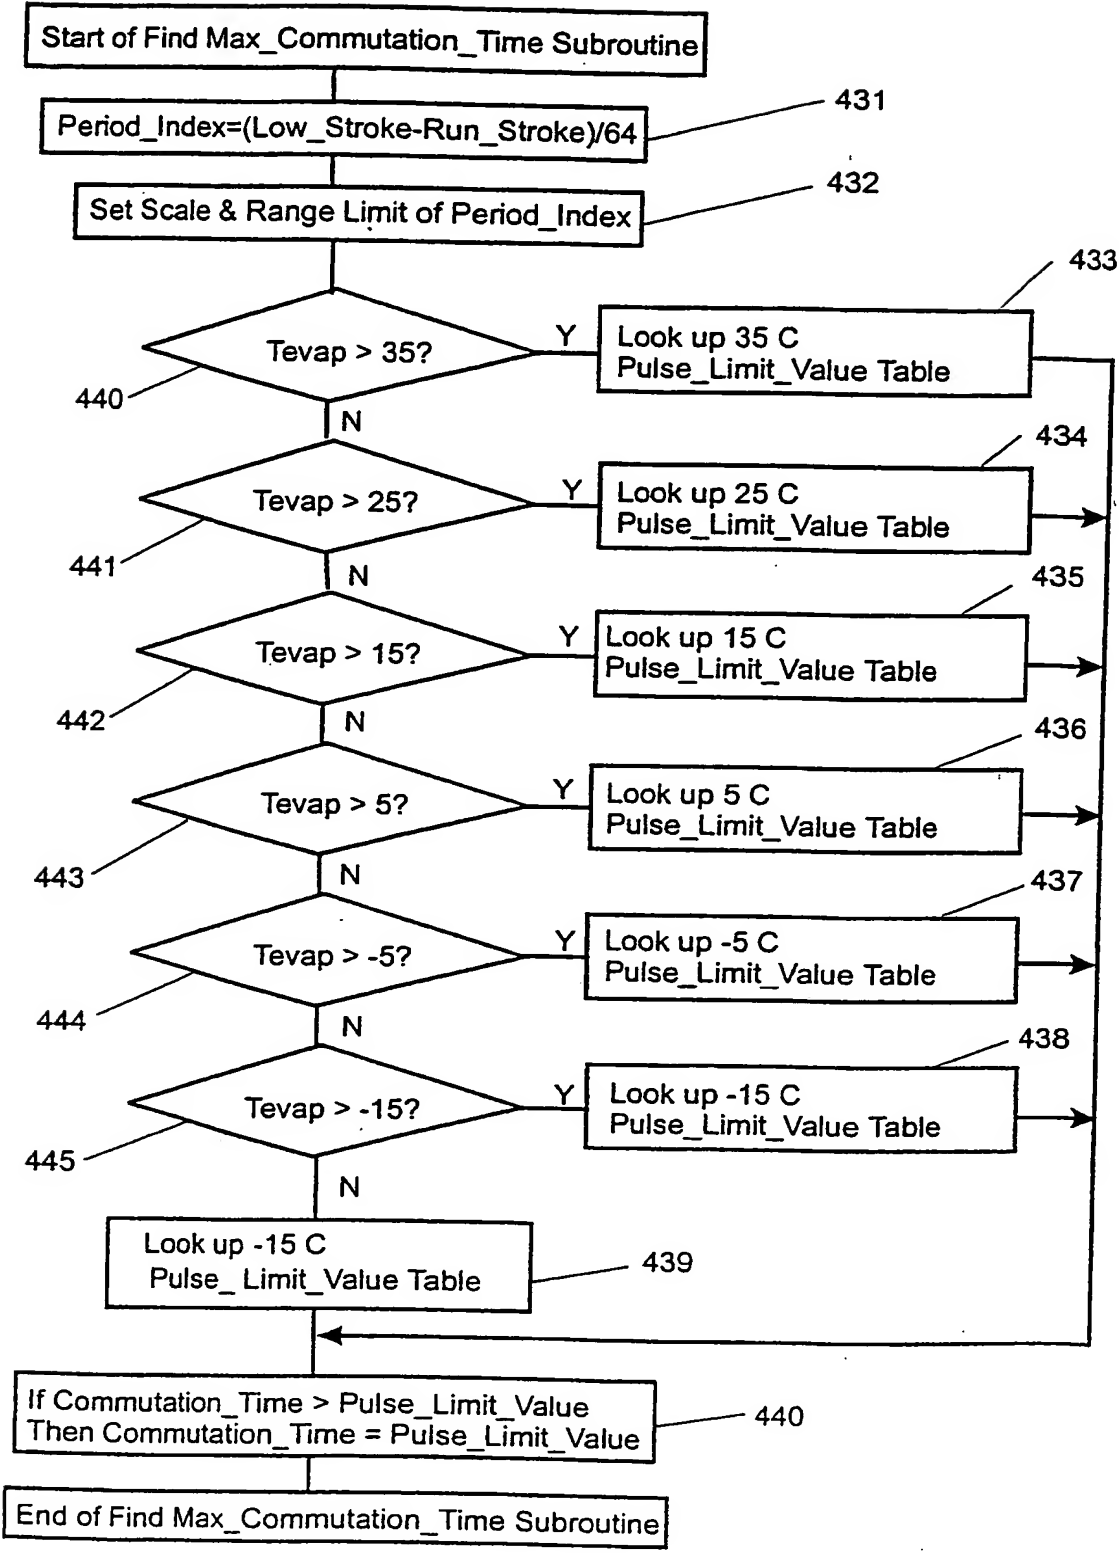 Start of Find Max_Commutation_Time Subroutine
431
Period_Index=(Low_Stroke-Run_Stroke)/64
432
Set Scale & Range Limit of Period_Index
433
Tevap > 35?
Y
Look up 35 C
Pulse_Limit_Value Table
440
N
434
Tevap > 25?
Y
Look up 25 C
Pulse_Limit_Value Table
441
N
435
Tevap > 15?
Y
Look up 15 C
Pulse_Limit_Value Table
442
N
436
Tevap > 5?
Y
Look up 5 C
Pulse_Limit_Value Table
443
N
437
Tevap > -5?
Y
Look up -5 C
Pulse_Limit_Value Table
444
N
438
Tevap > -15?
Y
Look up -15 C
Pulse_Limit_Value Table
445
N
Look up -15 C
Pulse_ Limit_Value Table
439
If Commutation_Time > Pulse_Limit_Value
Then Commutation_Time = Pulse_Limit_Value
440
End of Find Max_Commutation_Time Subroutine